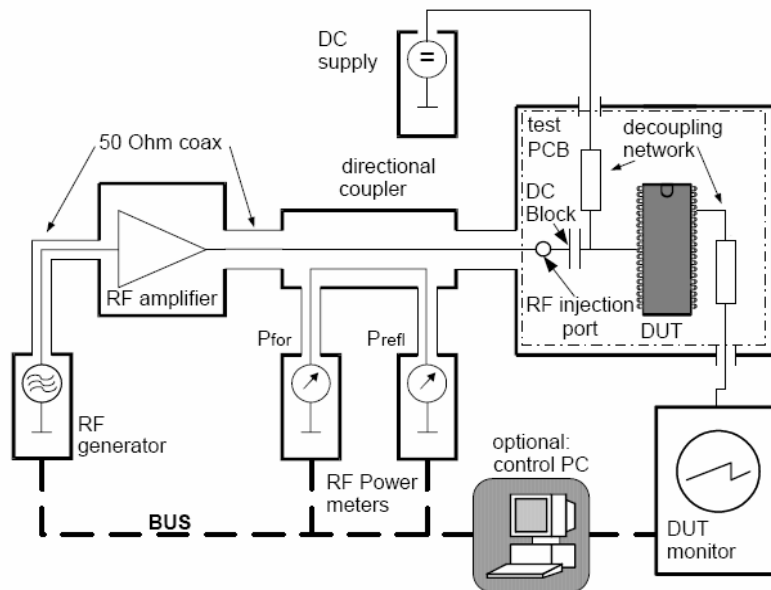 DC
supply
50 Ohm coax
directional
coupler
test
PCB
decoupling
network
DC
Block
RF amplifier
RF injection
port
DUT
Pfor
Prefl
RF
generator
RF Power
meters
optional:
control PC
BUS
DUT
monitor